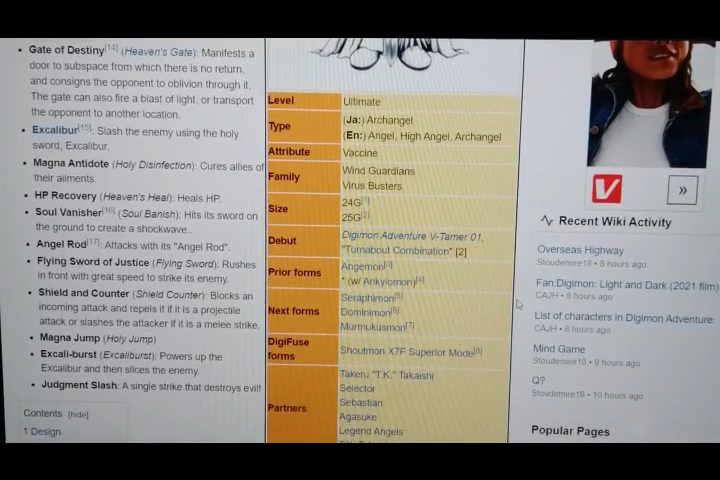 • Gate of Destiny[14] (Heaven's Gate): Manifests a
door to subspace from which there is no return,
and consigns the opponent to oblivion through it.
The gate can also fire a blast of light, or transport
the opponent to another location.
• Excalibur[15]: Slash the enemy using the holy
sword, Excalibur.
• Magna Antidote (Holy Disinfection): Cures allies of
their ailments.
• HP Recovery (Heaven's Heal): Heals HP.
• Soul Vanisher[16] (Soul Banish): Hits its sword on
the ground to create a shockwave..
• Angel Rod[17]: Attacks with its "Angel Rod".
• Flying Sword of Justice (Flying Sword): Rushes
in front with great speed to strike its enemy.
• Shield and Counter (Shield Counter): Blocks an
incoming attack and repels it if it is a projectile
attack or slashes the attacker if it is a melee strike.
• Magna Jump (Holy Jump)
• Excali-burst (Excaliburst): Powers up the
Excalibur and then slices the enemy.
• Judgment Slash: A single strike that destroys evil!
Contents [hide]
1 Design
Level Ultimate
Type (Ja:) Archangel
(En:) Angel, High Angel, Archangel
Attribute Vaccine
Family Wind Guardians
Virus Busters
Size 24G[1]
25G[2]
Debut Digimon Adventure V-Tamer 01,
"Turnabout Combination" [2]
Prior forms Angemon[3]
" (w/ Ankylomon)[4]
Next forms Seraphimon[5]
Dominimon[6]
Murmukusmon[7]
DigiFuse
forms Shoutmon X7F Superior Mode[8]
Partners Takeru "T.K." Takaishi
Selector
Sebastian
Agasuke
Legend Angels
V »
Recent Wiki Activity
Overseas Highway
Stoudemire18 • 8 hours ago
Fan:Digimon: Light and Dark (2021 film)
CAJH • 8 hours ago
List of characters in Digimon Adventure:
CAJH • 8 hours ago
Mind Game
Stoudemire18 • 9 hours ago
Q?
Stoudemire18 • 10 hours ago
Popular Pages